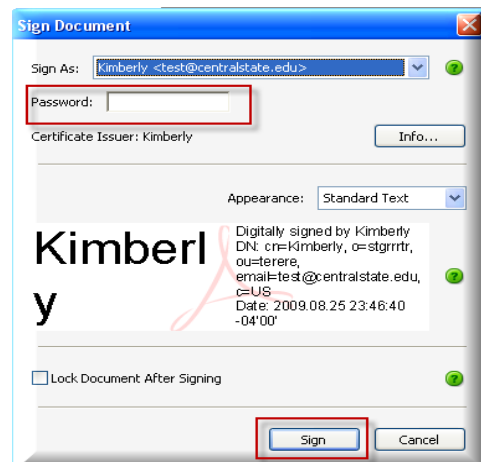 Sign Document
Sign As: Kimberly <test@centralstate.edu>
Password:
Certificate Issuer: Kimberly Info...
Appearance: Standard Text
Kimberl
y
Digitally signed by Kimberly
DN: cn=Kimberly, o=stgrrtr,
ou=terere,
email=test@centralstate.edu,
c=US
Date: 2009.08.25 23:46:40
-04'00'
Lock Document After Signing
Sign Cancel